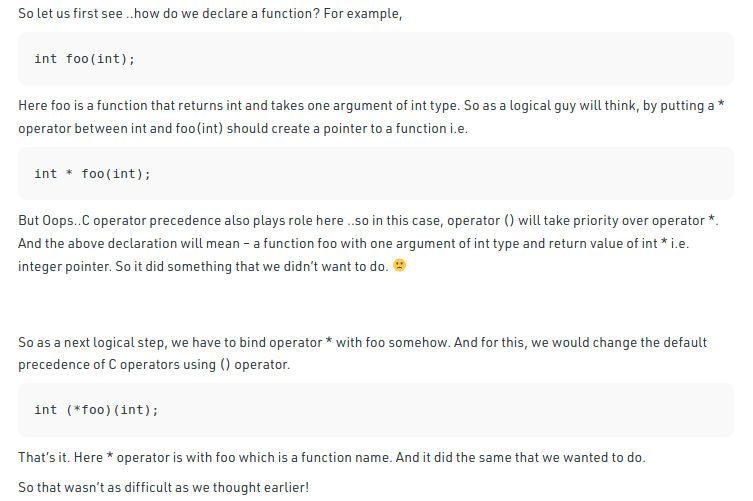 So let us first see ..how do we declare a function? For example,
int foo(int);
Here foo is a function that returns int and takes one argument of int type. So as a logical guy will think, by putting a *
operator between int and foo(int) should create a pointer to a function i.e.
int * foo(int);
But Oops..C operator precedence also plays role here ..so in this case, operator () will take priority over operator *.
And the above declaration will mean – a function foo with one argument of int type and return value of int * i.e.
integer pointer. So it did something that we didn’t want to do. 🙁
So as a next logical step, we have to bind operator * with foo somehow. And for this, we would change the default
precedence of C operators using () operator.
int (*foo)(int);
That’s it. Here * operator is with foo which is a function name. And it did the same that we wanted to do.
So that wasn’t as difficult as we thought earlier!